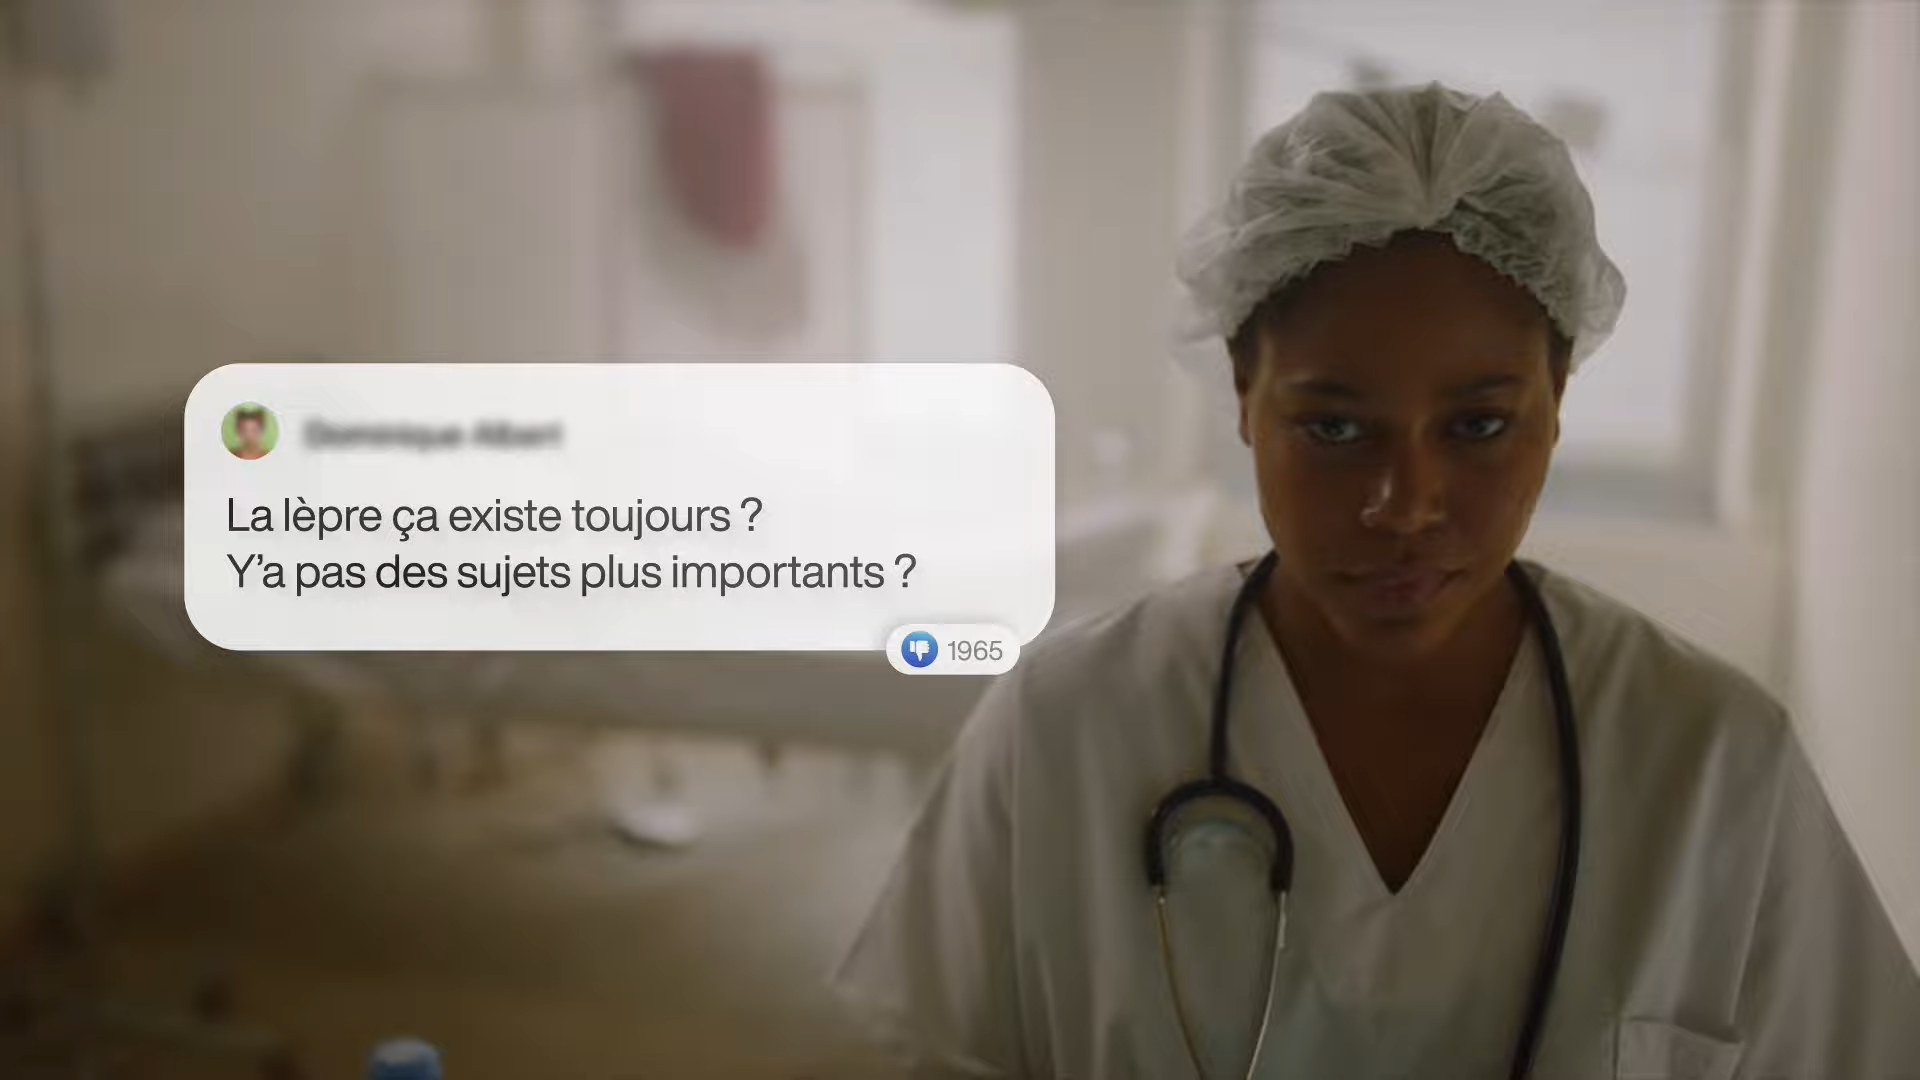 La lèpre ça existe toujours ?
Y'a pas des sujets plus importants ?
1965